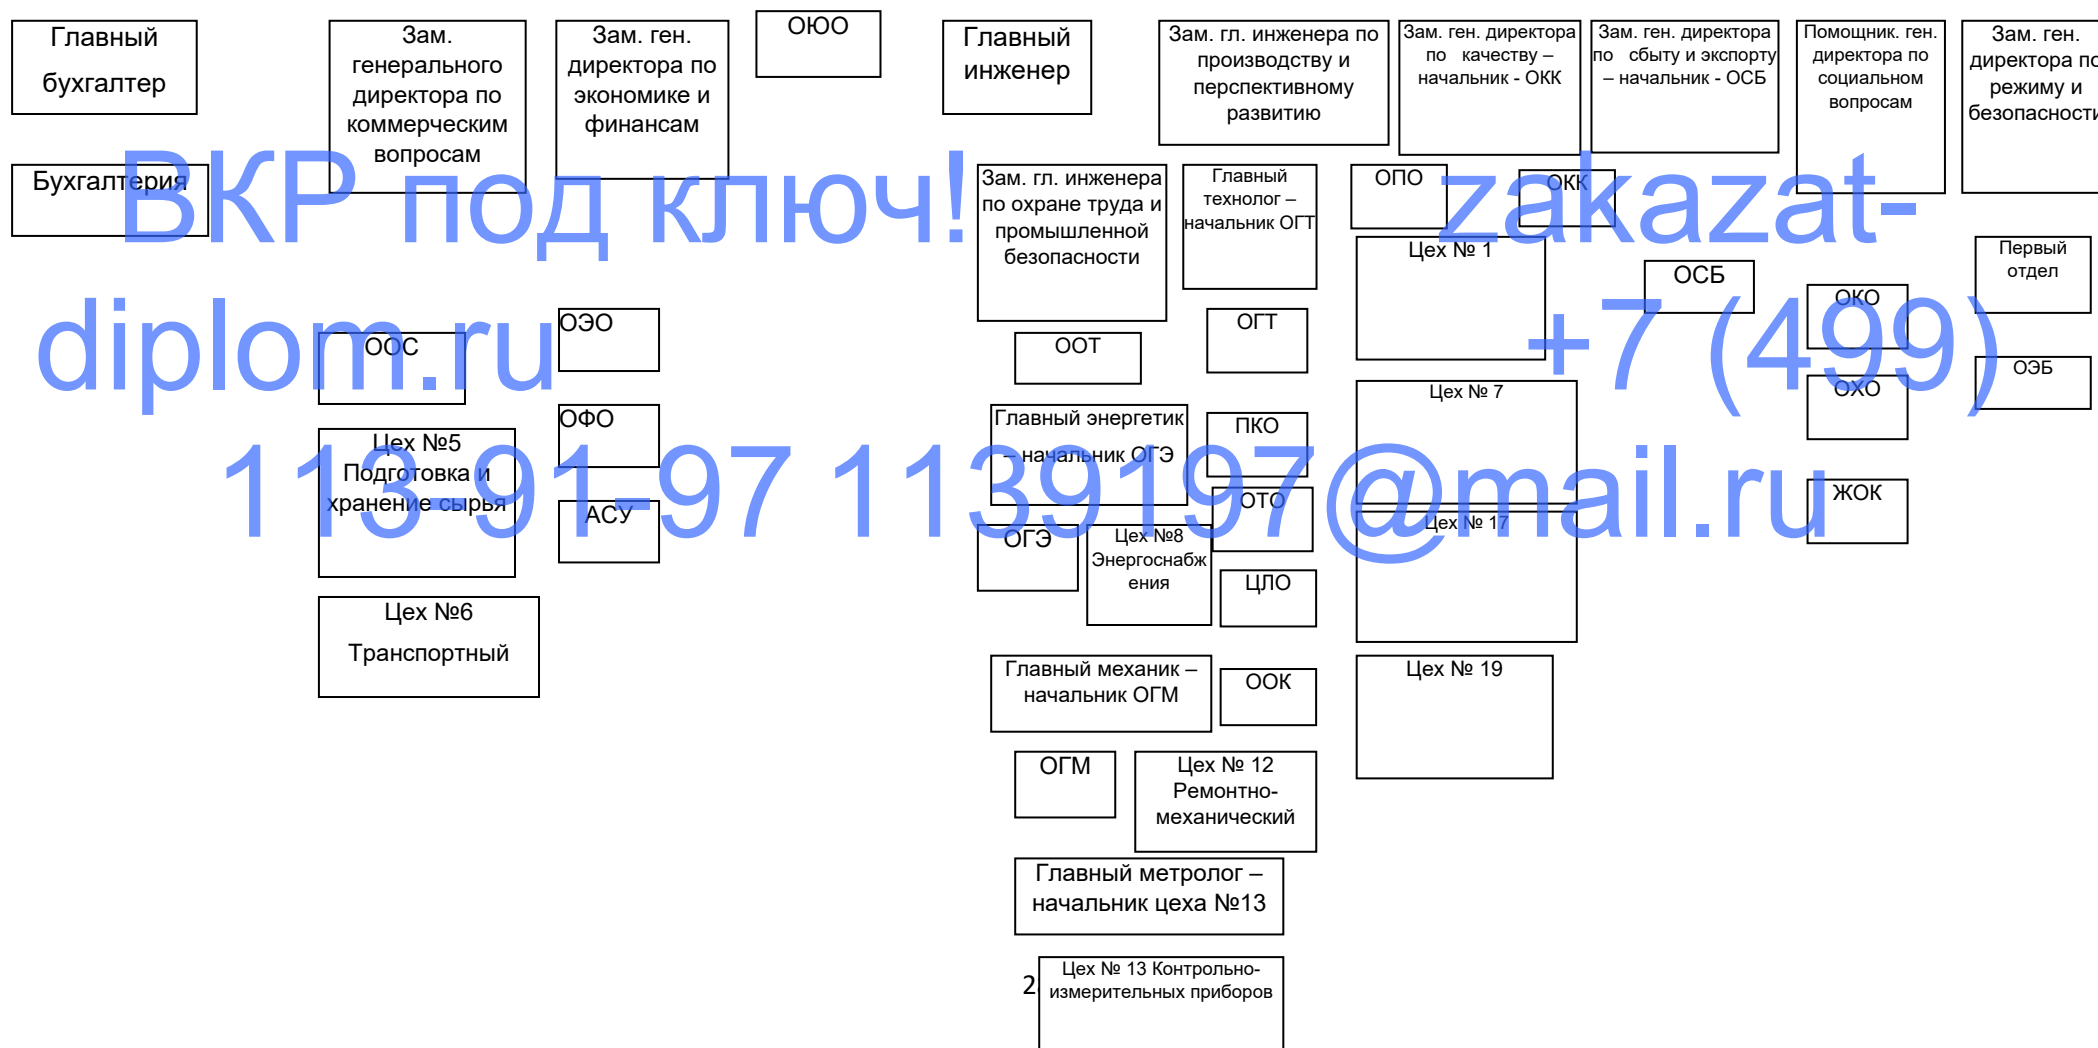 Главный
бухгалтер
Зам.
генерального
директора по
коммерческим
вопросам
Зам. ген.
директора по
экономике и
финансам
ОЮО
Главный
инженер
Зам. гл. инженера по
производству и
перспективному
развитию
Зам. ген. директора
по качеству –
начальник - ОКК
Зам. ген. директора
по сбыту и экспорту
– начальник - ОСБ
Помощник. ген.
директора по
социальном
вопросам
Зам. ген.
директора по
режиму и
безопасности
Бухгалтерия
Зам. гл. инженера
по охране труда и
промышленной
безопасности
Главный
технолог –
начальник ОГТ
ОПО
ОКК
ВКР под ключ! zakazat-
Цех № 1
ОСБ
Первый
отдел
ОКО
ООС
ОЭО
ООТ
ОГТ
ОЭБ
ОХО
diplom.ru +7 (499)
Цех №5
Подготовка и
хранение сырья
ОФО
АСУ
Главный энергетик
– начальник ОГЭ
ПКО
ОТО
Цех № 7
Цех № 17
ЖОК
113-91-97 1139197@mail.ru
ОГЭ
Цех №8
Энергоснабж
ения
ЦЛО
Цех №6
Транспортный
Главный механик –
начальник ОГМ
ООК
Цех № 19
ОГМ
Цех № 12
Ремонтно-
механический
Главный метролог –
начальник цеха №13
Цех № 13 Контрольно-
измерительных приборов